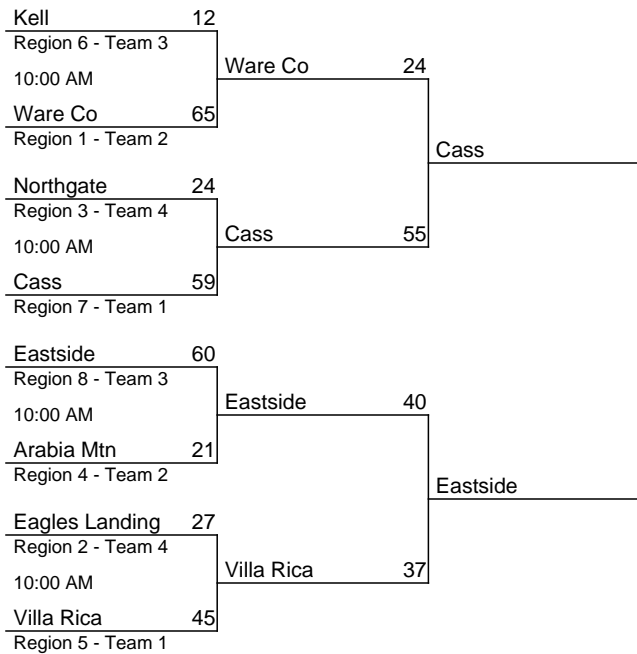 Kell 12
Region 6 - Team 3
10:00 AM
Ware Co 65
Region 1 - Team 2
Ware Co 24
Northgate 24
Region 3 - Team 4
10:00 AM
Cass 59
Region 7 - Team 1
Cass 55
Cass
Eastside 60
Region 8 - Team 3
10:00 AM
Arabia Mtn 21
Region 4 - Team 2
Eastside 40
Eagles Landing 27
Region 2 - Team 4
10:00 AM
Villa Rica 45
Region 5 - Team 1
Villa Rica 37
Eastside